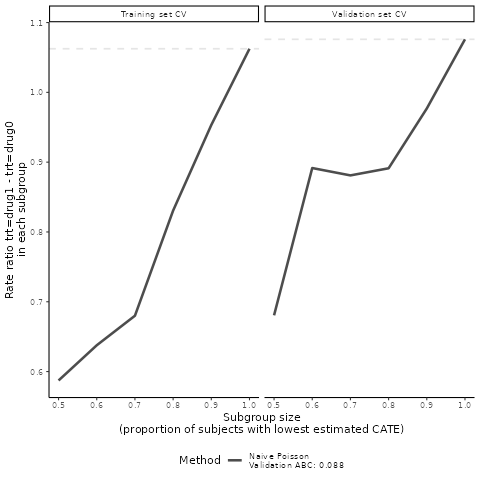 Training set CV
Validation set CV
Rate ratio trt=drug1 - trt=drug0
in each subgroup
1.1
1.0
0.9
0.8
0.7
0.6
0.5 0.6 0.7 0.8 0.9 1.0
0.5 0.6 0.7 0.8 0.9 1.0
Subgroup size
(proportion of subjects with lowest estimated CATE)
Method
Naive Poisson
Validation ABC: 0.088